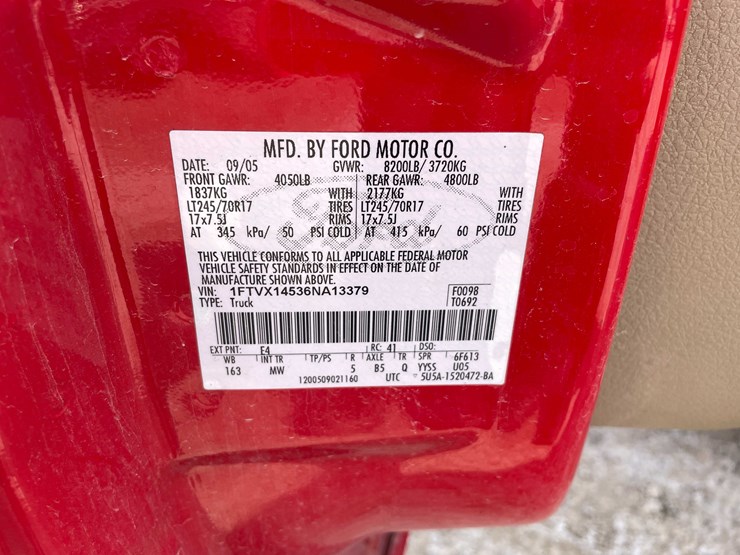 MFD. BY FORD MOTOR CO.
DATE: 09/05 GVWR: 8200LB/ 3720KG
FRONT GAWR: 4050LB REAR GAWR: 4800LB
1837KG WITH 2177KG WITH
LT245/70R17 TIRES LT245/70R17 TIRES
17x7.5J RIMS 17x7.5J RIMS
AT 345 kPa/ 50 PSI COLD AT 415 kPa/ 60 PSI COLD
Ford
THIS VEHICLE CONFORMS TO ALL APPLICABLE FEDERAL MOTOR
VEHICLE SAFETY STANDARDS IN EFFECT ON THE DATE OF
MANUFACTURE SHOWN ABOVE.
VIN: 1FTVX14536NA13379 F0098
TYPE: Truck T0692
EXT PNT: E4 RC: 41 DSO:
WB INT TR TP/PS R AXLE TR SPR 6F613
163 MW 5 B5 Q YYSS U05
1200509021160 UTC 5U5A-1520472-BA